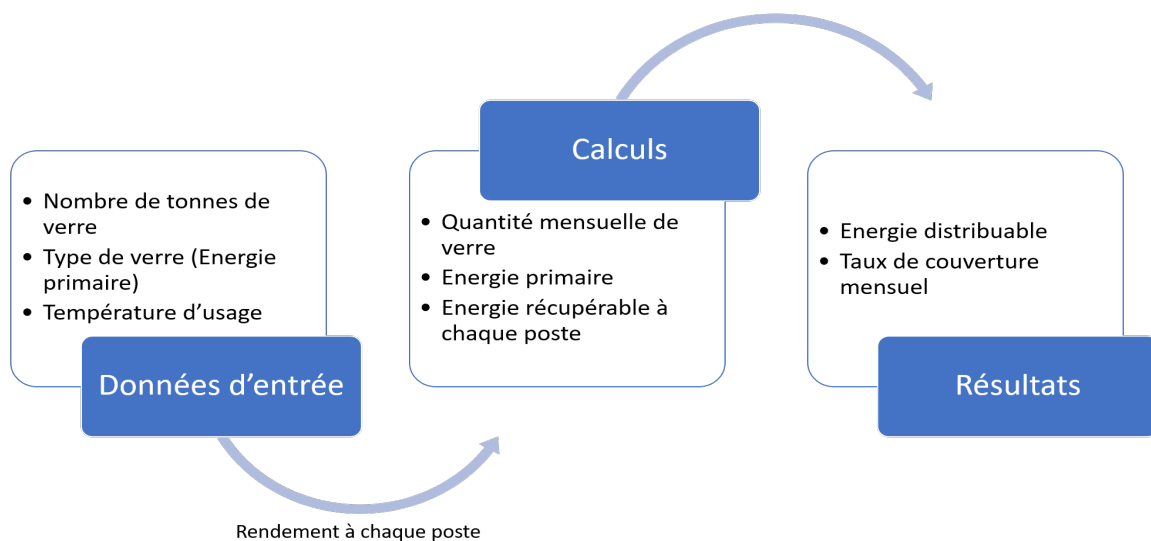 • Nombre de tonnes de
verre
• Type de verre (Energie
primaire)
• Température d’usage
Données d’entrée
Rendement à chaque poste
Calculs
• Quantité mensuelle de
verre
• Energie primaire
• Energie récupérable à
chaque poste
• Energie distribuable
• Taux de couverture
mensuel
Résultats